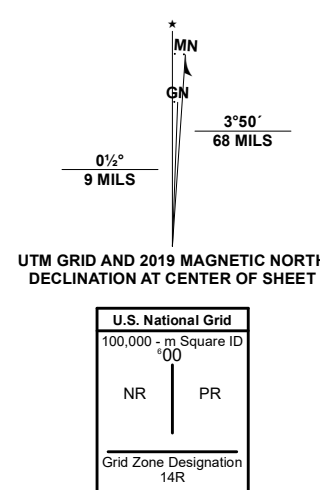 ★
MN
GN
3°50´
68 MILS
0½°
9 MILS
UTM GRID AND 2019 MAGNETIC NORTH
DECLINATION AT CENTER OF SHEET
U.S. National Grid
100,000 - m Square ID
⁶00
NR PR
Grid Zone Designation
14R